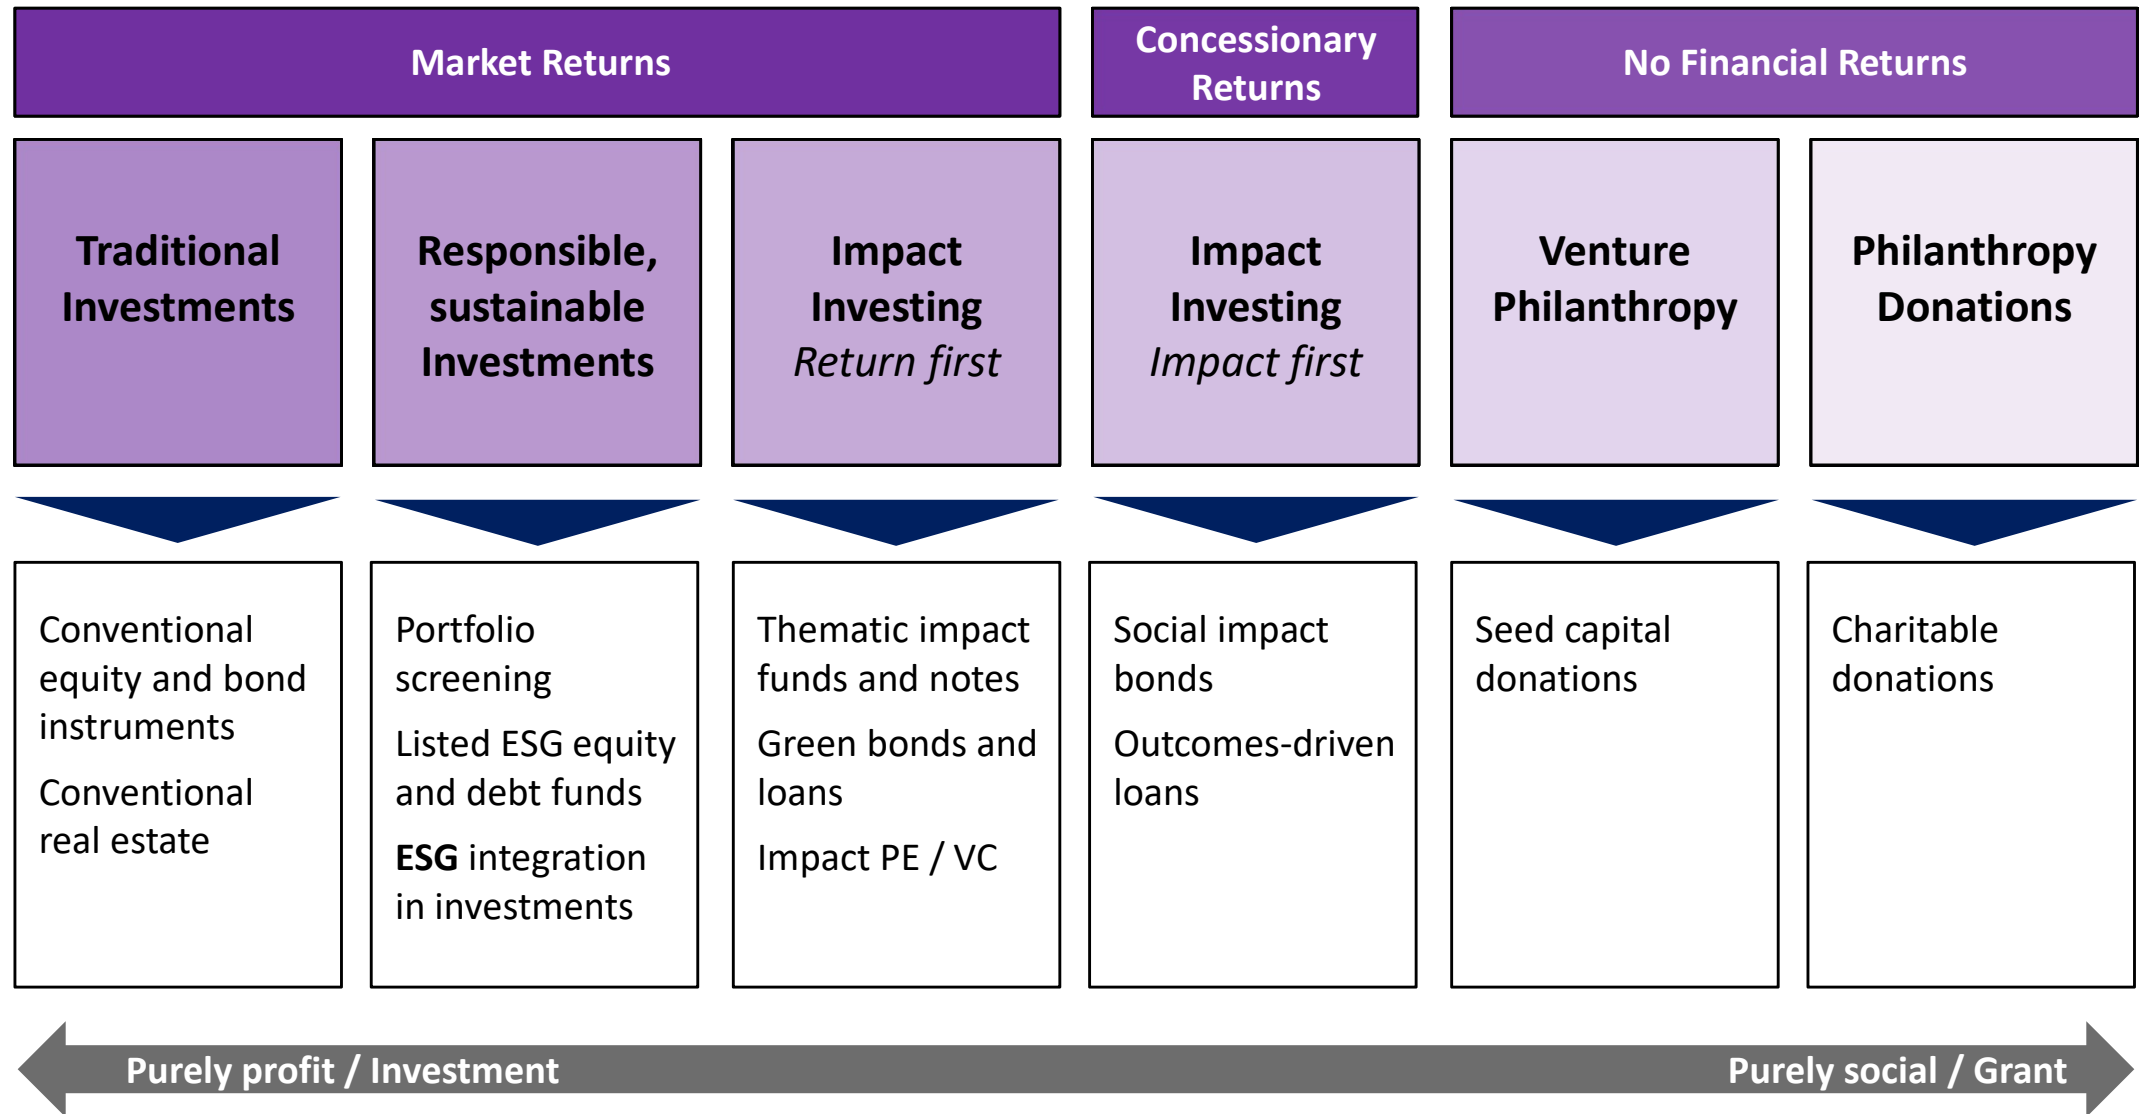 Market Returns
Concessionary
Returns
No Financial Returns
Traditional
Investments
Responsible,
sustainable
Investments
Impact
Investing
Return first
Impact
Investing
Impact first
Venture
Philanthropy
Philanthropy
Donations
Conventional
equity and bond
instruments
Conventional
real estate
Portfolio
screening
Listed ESG equity
and debt funds
ESG integration
in investments
Thematic impact
funds and notes
Green bonds and
loans
Impact PE / VC
Social impact
bonds
Outcomes-driven
loans
Seed capital
donations
Charitable
donations
Purely profit / Investment
Purely social / Grant